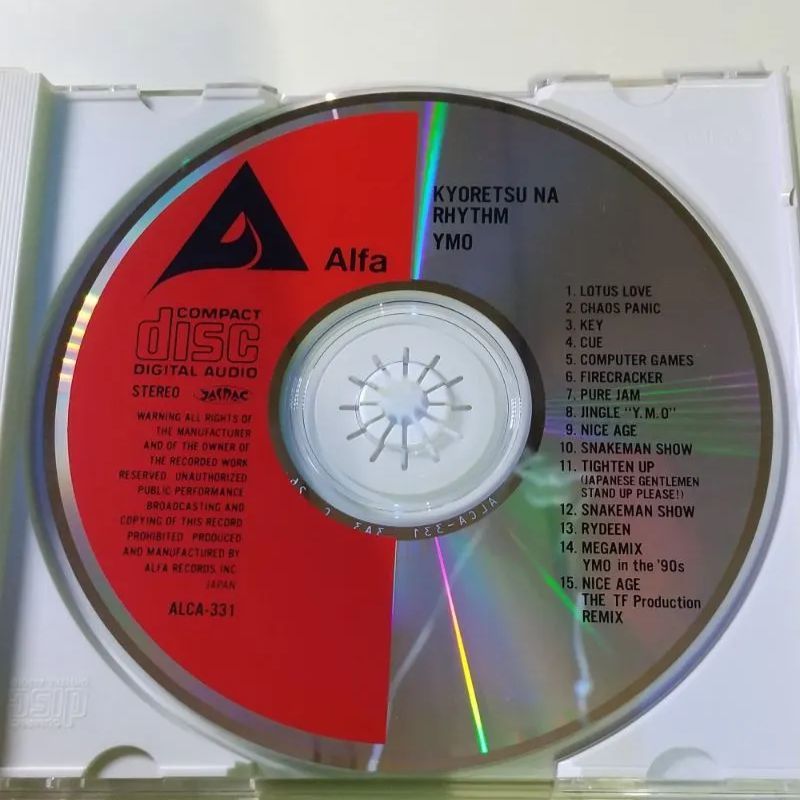 Alfa
COMPACT
disc
DIGITAL AUDIO
STEREO JASRAC
WARNING ALL RIGHTS OF
THE MANUFACTURER
AND OF THE OWNER OF
THE RECORDED WORK
RESERVED UNAUTHORIZED
PUBLIC PERFORMANCE
BROADCASTING AND
COPYING OF THIS RECORD
PROHIBITED PRODUCED
AND MANUFACTURED BY
ALFA RECORDS, INC.
JAPAN
ALCA-331
KYORETSU NA
RHYTHM
YMO
1. LOTUS LOVE
2. CHAOS PANIC
3. KEY
4. CUE
5. COMPUTER GAMES
6. FIRECRACKER
7. PURE JAM
8. JINGLE "Y.M.O"
9. NICE AGE
10. SNAKEMAN SHOW
11. TIGHTEN UP
(JAPANESE GENTLEMEN
STAND UP PLEASE!)
12. SNAKEMAN SHOW
13. RYDEEN
14. MEGAMIX
YMO in the '90s
15. NICE AGE
THE TF Production
REMIX
ALCA-331
disc